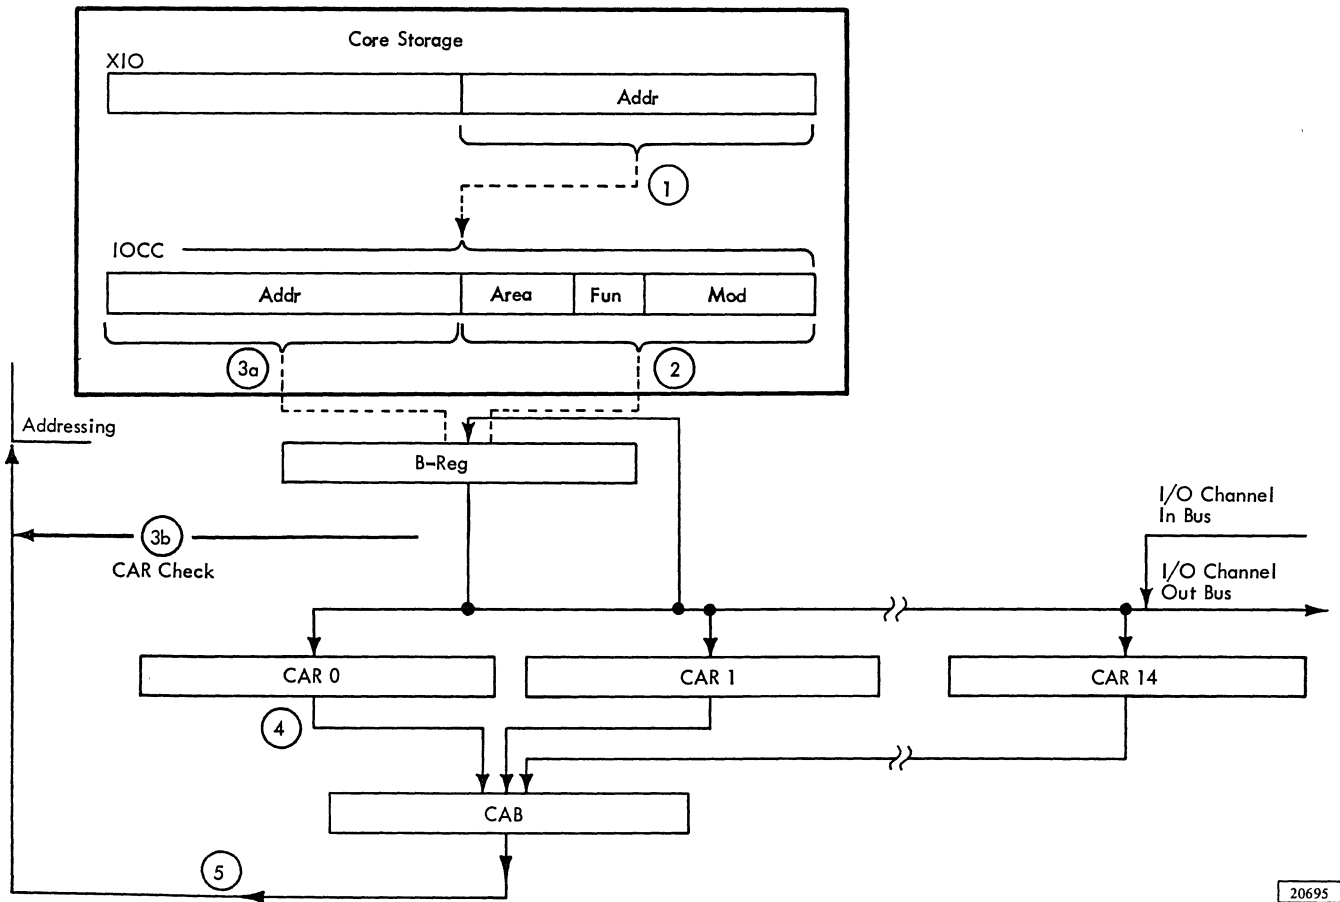 Core Storage
XIO
Addr
1
IOCC
Addr
Area
Fun
Mod
3a
2
Addressing
B-Reg
I/O Channel
In Bus
3b
CAR Check
I/O Channel
Out Bus
CAR 0
CAR 1
CAR 14
4
CAB
5
20695